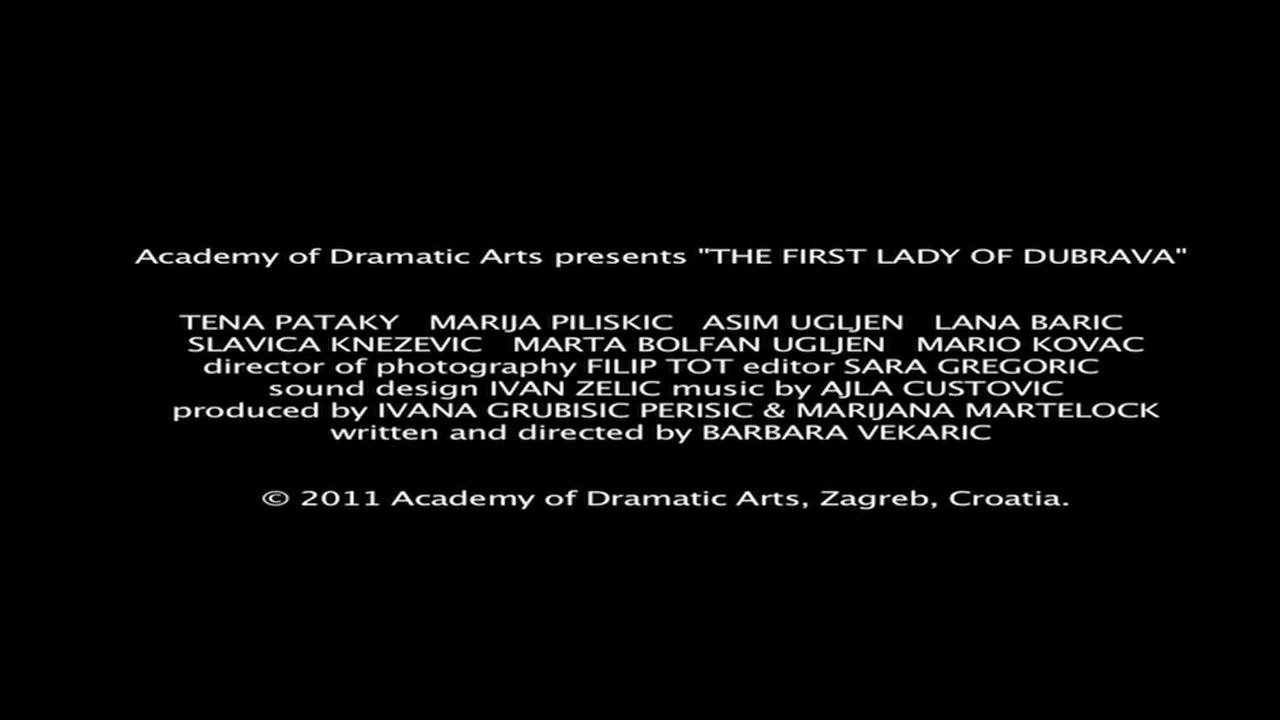 Academy of Dramatic Arts presents "THE FIRST LADY OF DUBRAVA"
TENA PATAKY MARIJA PILISKIC ASIM UGLJEN LANA BARIC
SLAVICA KNEZEVIC MARTA BOLFAN UGLJEN MARIO KOVAC
director of photography FILIP TOT editor SARA GREGORIC
sound design IVAN ZELIC music by AJLA CUSTOVIC
produced by IVANA GRUBISIC PERISIC & MARIJANA MARTELOCK
written and directed by BARBARA VEKARIC
© 2011 Academy of Dramatic Arts, Zagreb, Croatia.